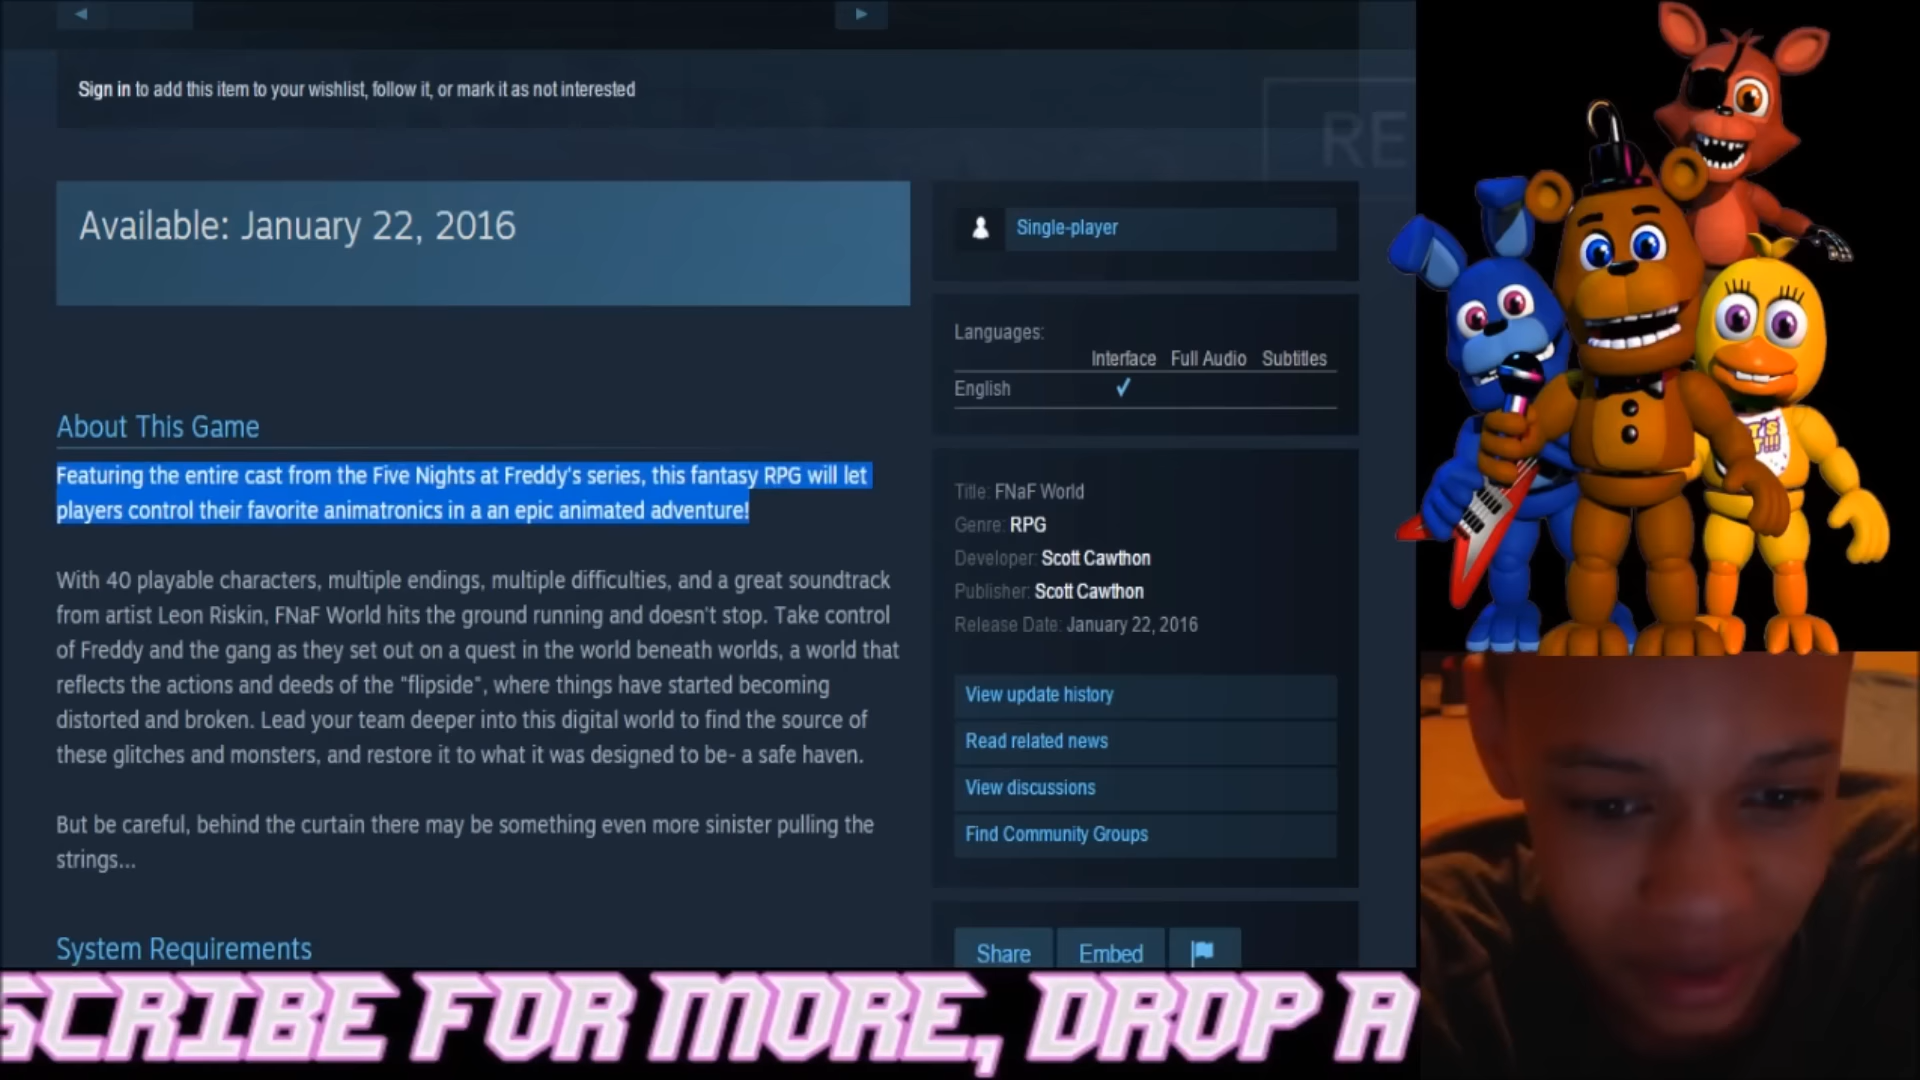 Sign in to add this item to your wishlist, follow it, or mark it as not interested
RE
Available: January 22, 2016
Single-player
Languages:
Interface Full Audio Subtitles
English
About This Game
Featuring the entire cast from the Five Nights at Freddy's series, this fantasy RPG will let
players control their favorite animatronics in a an epic animated adventure!
With 40 playable characters, multiple endings, multiple difficulties, and a great soundtrack
from artist Leon Riskin, FNaF World hits the ground running and doesn't stop. Take control
of Freddy and the gang as they set out on a quest in the world beneath worlds, a world that
reflects the actions and deeds of the "flipside", where things have started becoming
distorted and broken. Lead your team deeper into this digital world to find the source of
these glitches and monsters, and restore it to what it was designed to be- a safe haven.
But be careful, behind the curtain there may be something even more sinister pulling the
strings...
System Requirements
Title: FNaF World
Genre: RPG
Developer: Scott Cawthon
Publisher: Scott Cawthon
Release Date: January 22, 2016
View update history
Read related news
View discussions
Find Community Groups
Share Embed
SCRIBE FOR MORE, DROP A